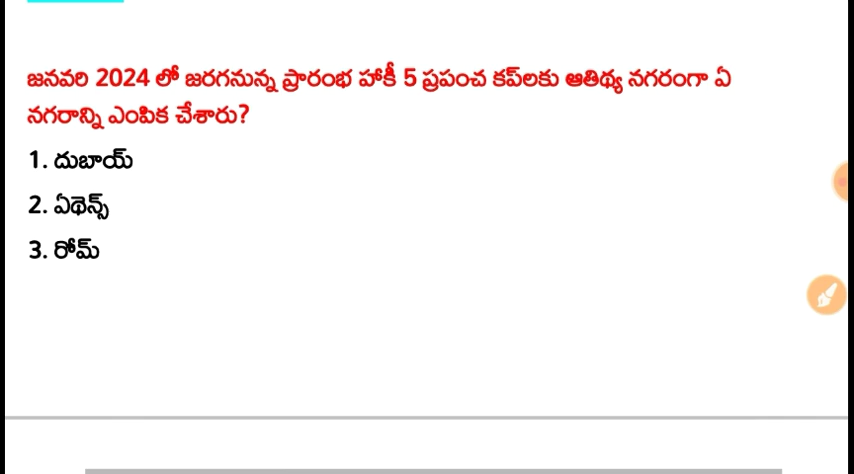 జనవరి 2024 లో జరగనున్న ప్రారంభ హాకీ 5 ప్రపంచ కప్‌లకు ఆతిథ్య నగరంగా ఏ
నగరాన్ని ఎంపిక చేశారు?
1. దుబాయ్
2. ఏథెన్స్
3. రోమ్